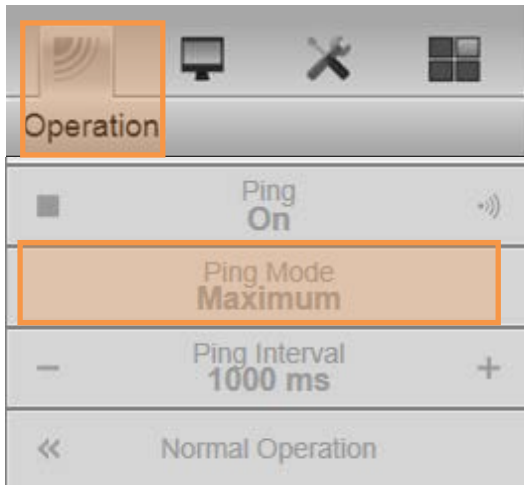 Operation
Ping
On
Ping Mode
Maximum
Ping Interval
1000 ms
Normal Operation